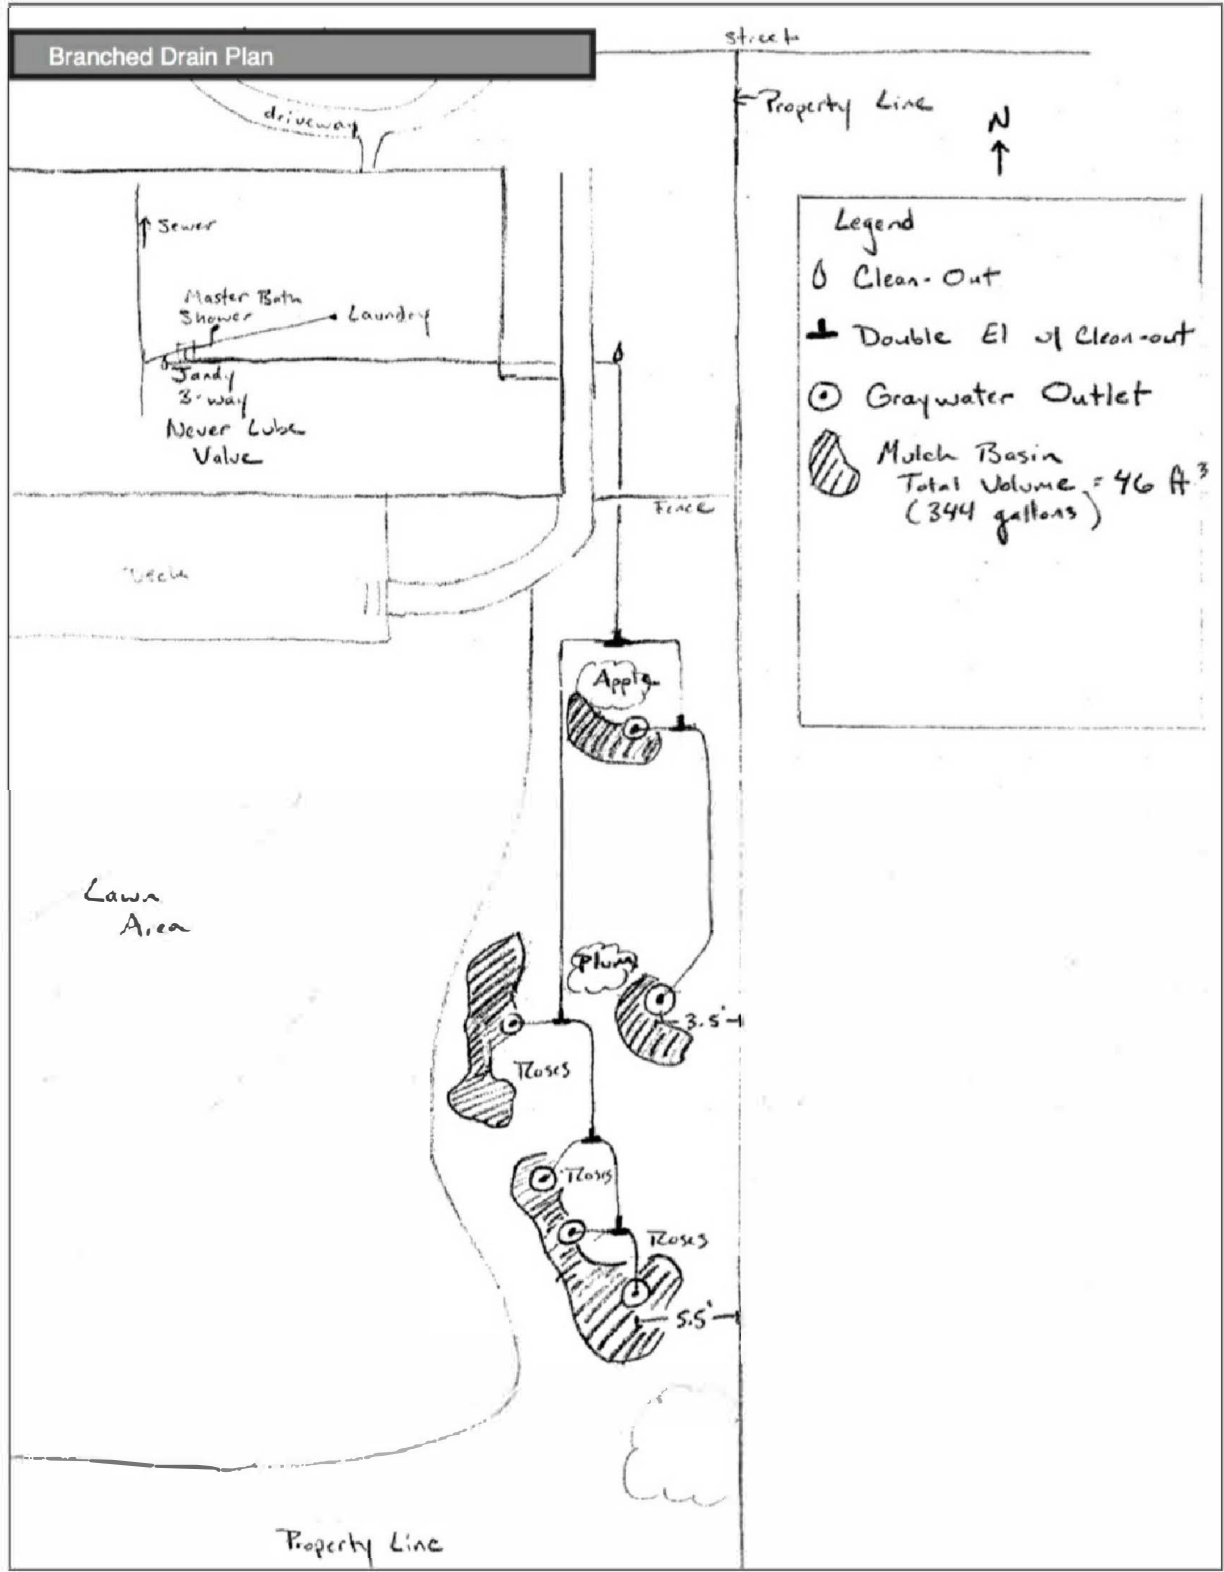 Branched Drain Plan
street
Property Line
driveway
N
Legend
Clean-Out
Double El w/ Clean-out
Graywater Outlet
Mulch Basin
Total Volume = 46 ft³
(344 gallons)
Sewer
Master Bath
Shower
Laundry
Jandy
3-way
Never Lube
Valve
Fence
Deck
Apple
Lawn
Area
Plum
3.5'
Roses
Roses
Roses
5.5'
Property Line